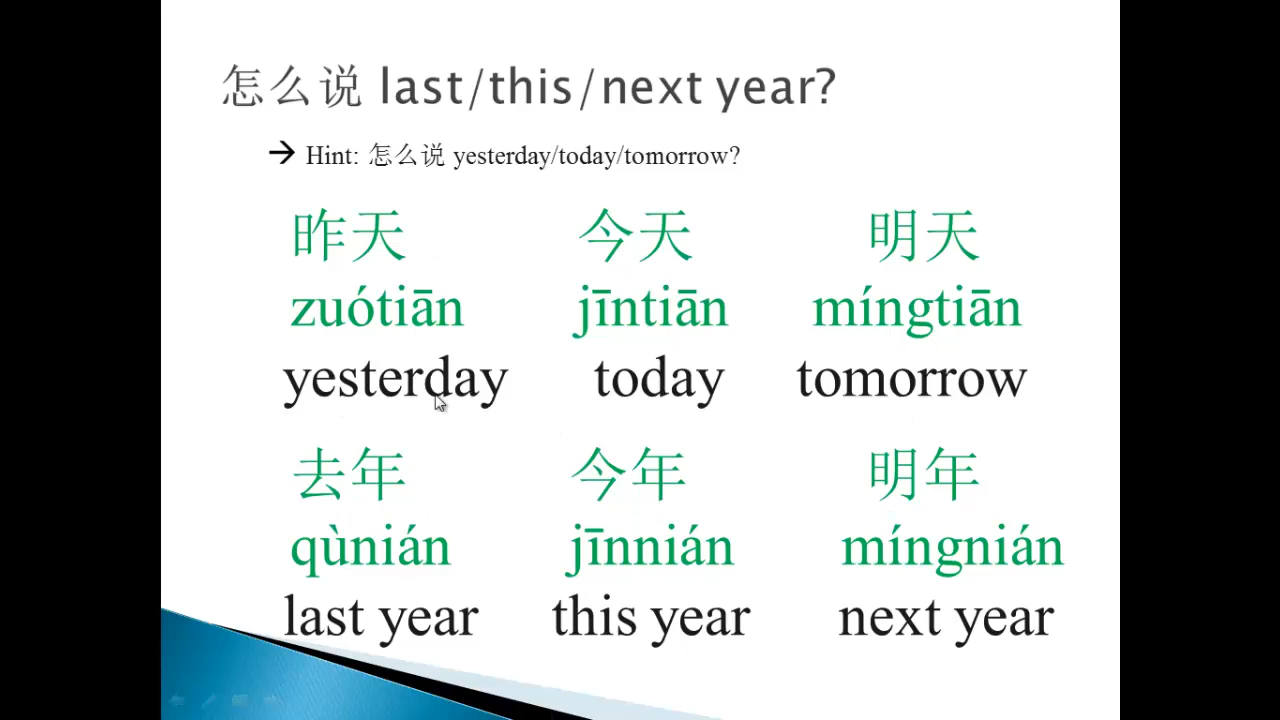 怎么说 last/this/next year?
→ Hint: 怎么说 yesterday/today/tomorrow?
昨天 今天 明天
zuótiān jīntiān míngtiān
yesterday today tomorrow
去年 今年 明年
qùnián jīnnián míngnián
last year this year next year